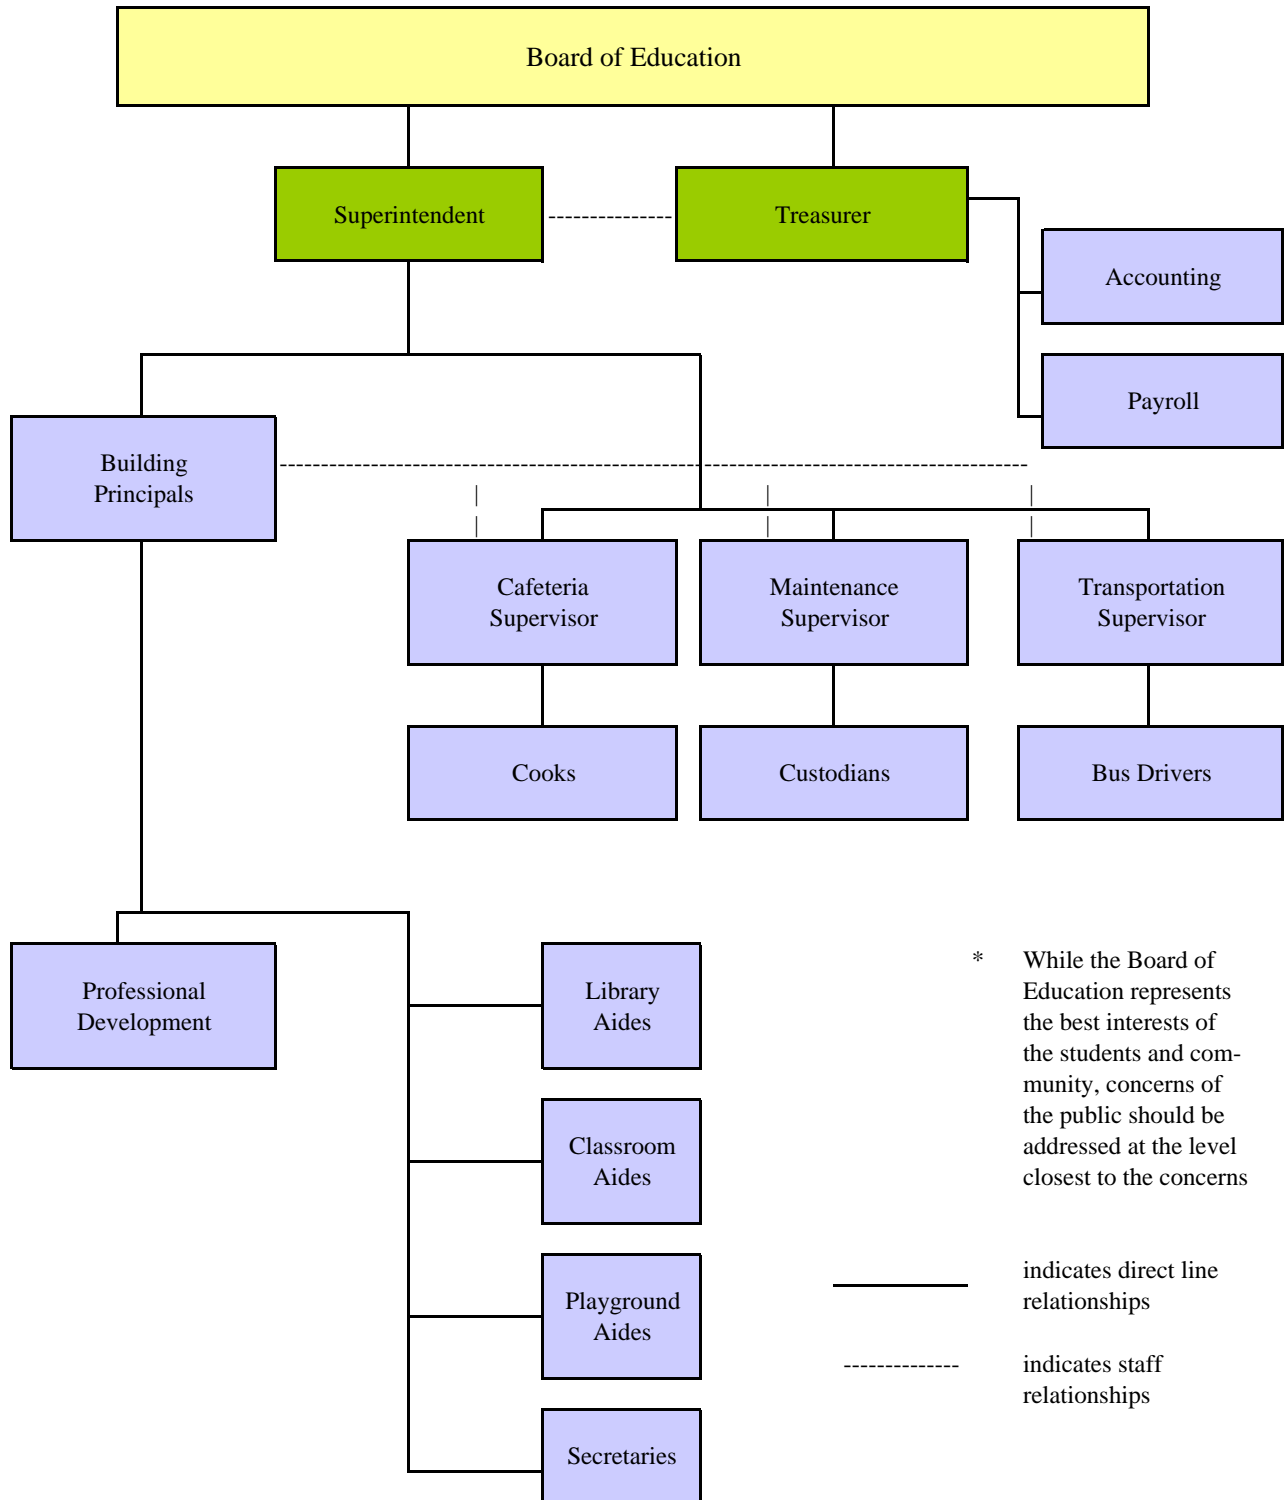 Board of Education
Superintendent
Treasurer
Accounting
Payroll
Building
Principals
Cafeteria
Supervisor
Maintenance
Supervisor
Transportation
Supervisor
Cooks
Custodians
Bus Drivers
Professional
Development
Library
Aides
Classroom
Aides
Playground
Aides
Secretaries
* While the Board of
Education represents
the best interests of
the students and com-
munity, concerns of
the public should be
addressed at the level
closest to the concerns
indicates direct line
relationships
indicates staff
relationships